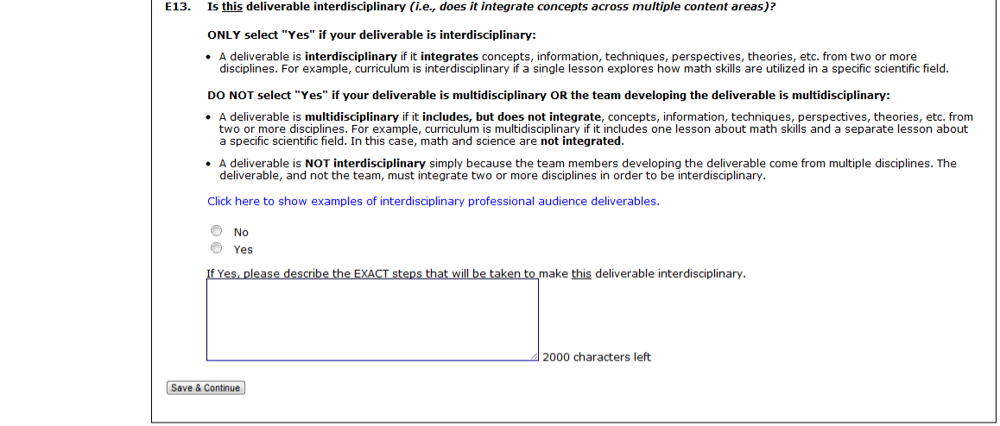 E13. Is this deliverable interdisciplinary (i.e., does it integrate concepts across multiple content areas)?
ONLY select "Yes" if your deliverable is interdisciplinary:
• A deliverable is interdisciplinary if it integrates concepts, information, techniques, perspectives, theories, etc. from two or more
disciplines. For example, curriculum is interdisciplinary if a single lesson explores how math skills are utilized in a specific scientific field.
DO NOT select "Yes" if your deliverable is multidisciplinary OR the team developing the deliverable is multidisciplinary:
• A deliverable is multidisciplinary if it includes, but does not integrate, concepts, information, techniques, perspectives, theories, etc. from
two or more disciplines. For example, curriculum is multidisciplinary if it includes one lesson about math skills and a separate lesson about
a specific scientific field. In this case, math and science are not integrated.
• A deliverable is NOT interdisciplinary simply because the team members developing the deliverable come from multiple disciplines. The
deliverable, and not the team, must integrate two or more disciplines in order to be interdisciplinary.
Click here to show examples of interdisciplinary professional audience deliverables.
No
Yes
If Yes, please describe the EXACT steps that will be taken to make this deliverable interdisciplinary.
2000 characters left
Save & Continue